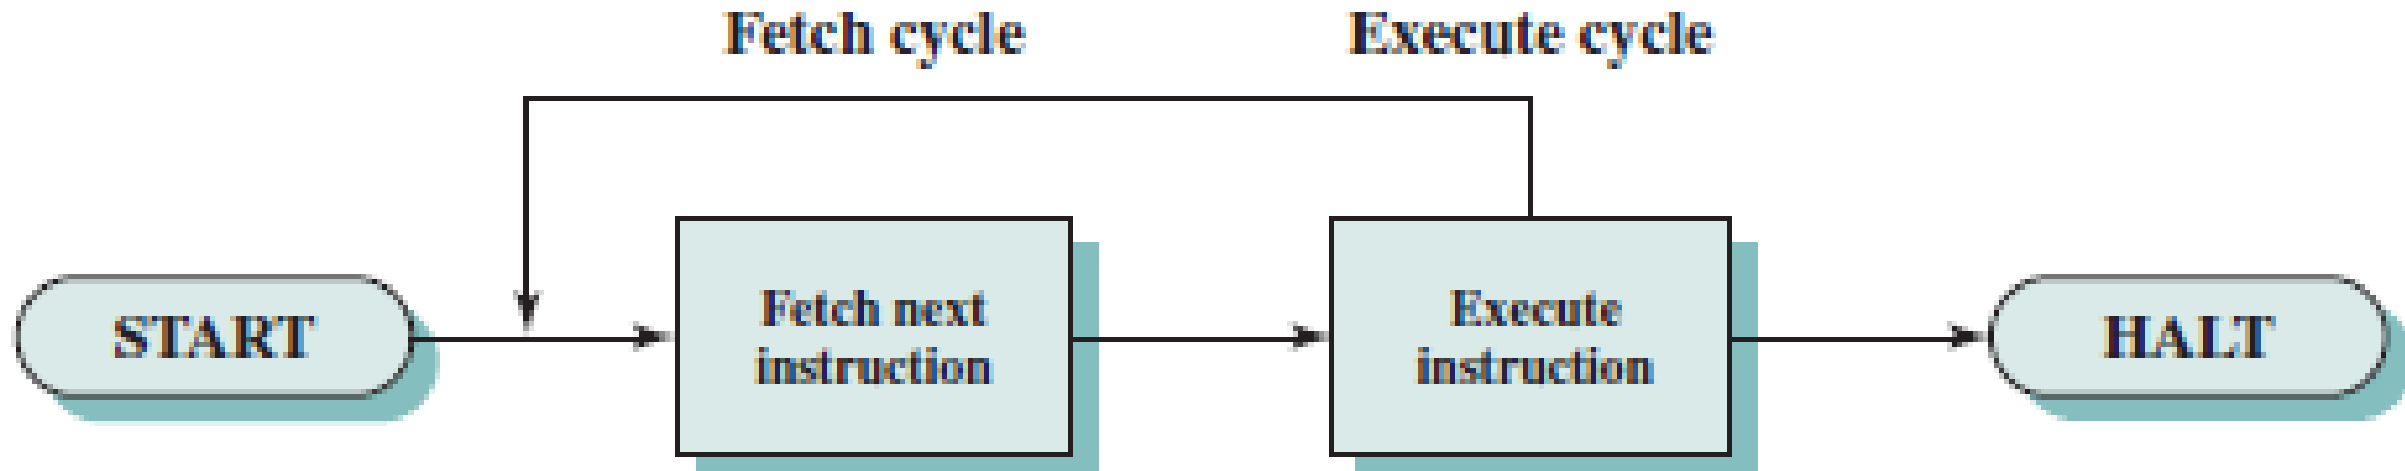 Fetch cycle
Execute cycle
START
Fetch next
instruction
Execute
instruction
HALT